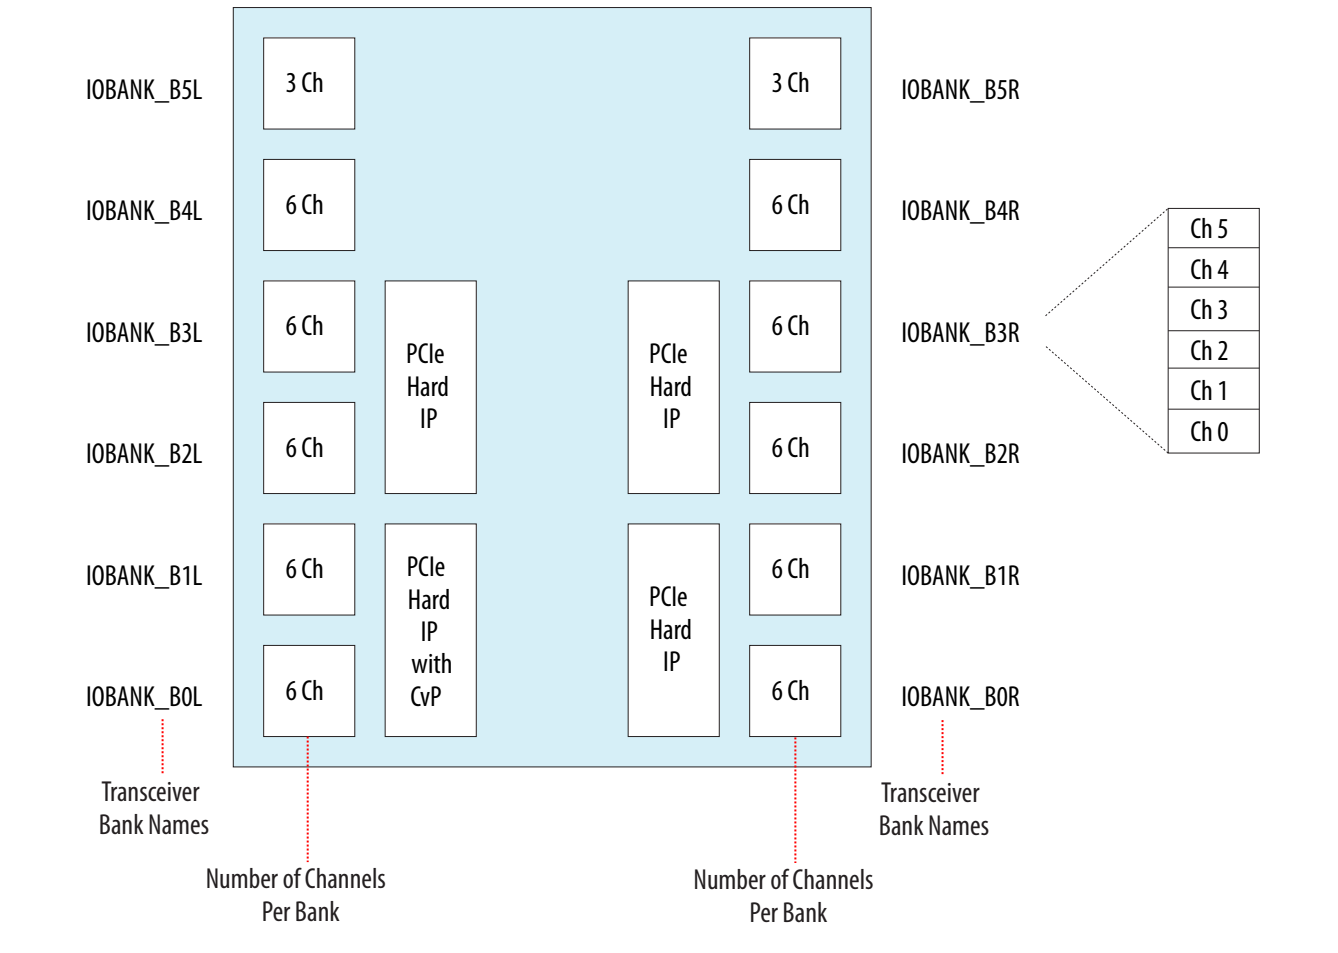 IOBANK_B5L
3 Ch
3 Ch
IOBANK_B5R
IOBANK_B4L
6 Ch
6 Ch
IOBANK_B4R
Ch 5
Ch 4
Ch 3
Ch 2
Ch 1
Ch 0
IOBANK_B3L
6 Ch
PCIe
Hard
IP
PCIe
Hard
IP
6 Ch
IOBANK_B3R
IOBANK_B2L
6 Ch
6 Ch
IOBANK_B2R
IOBANK_B1L
6 Ch
PCIe
Hard
IP
with
CvP
PCIe
Hard
IP
6 Ch
IOBANK_B1R
IOBANK_B0L
6 Ch
6 Ch
IOBANK_B0R
Transceiver
Bank Names
Number of Channels
Per Bank
Number of Channels
Per Bank
Transceiver
Bank Names